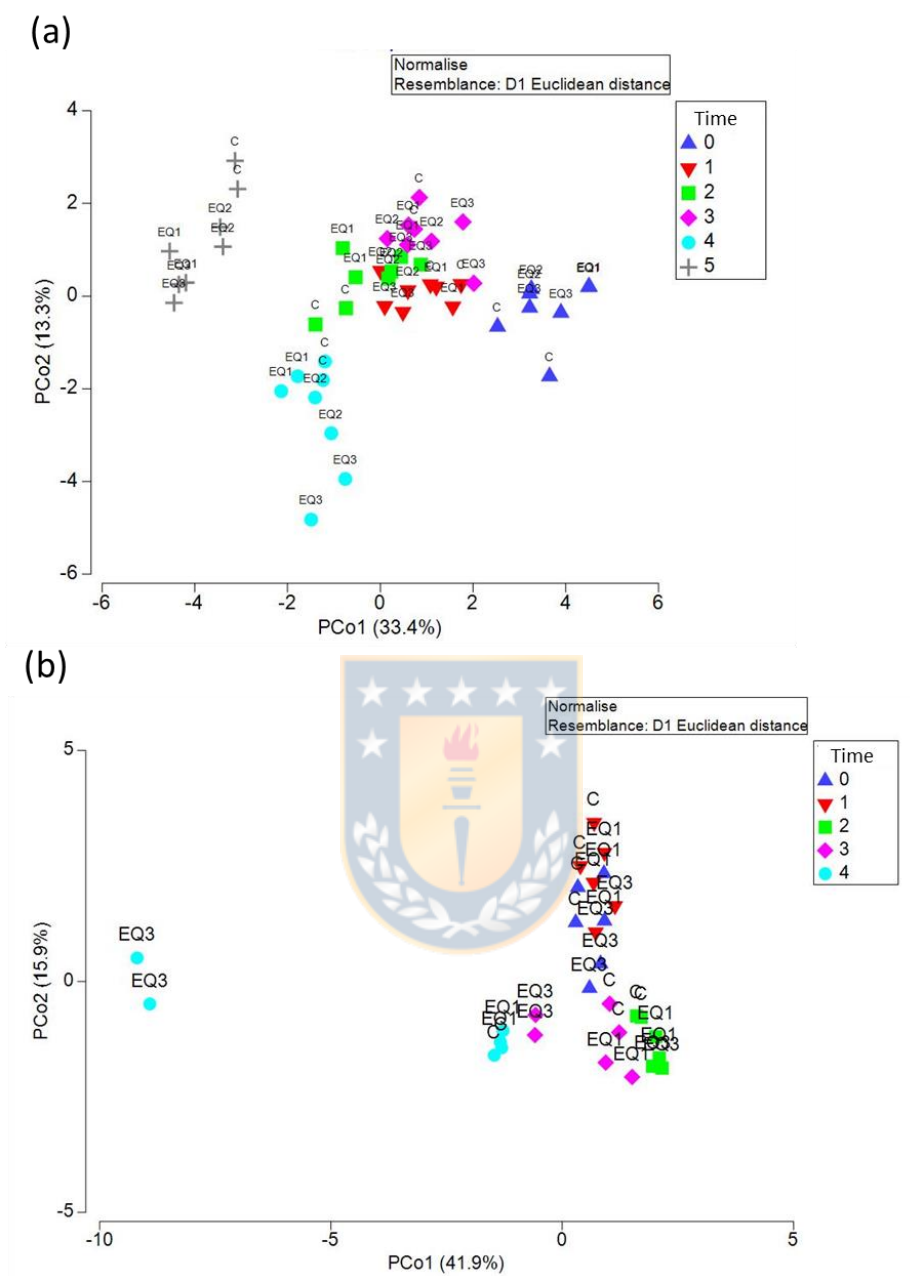 (a)
Normalise
Resemblance: D1 Euclidean distance
Time
0
1
2
3
4
5
4
2
0
-2
-4
-6
PCo2 (13.3%)
C
C
EQ2
EQ2
EQ1
EQ1
EQ3
C
EQ1
C
EQ3
EQ2
EQ1
EQ2
EQ3
EQ3
EQ1
EQ1
EQ2
EQ2
EQ2
EQ1
C
EQ3
EQ3
EQ3
C
C
EQ2
EQ2
EQ3
EQ3
EQ1
C
C
C
EQ1
EQ1
EQ2
EQ2
EQ3
EQ3
-6 -4 -2 0 2 4 6
PCo1 (33.4%)
(b)
Normalise
Resemblance: D1 Euclidean distance
Time
0
1
2
3
4
5
0
-5
PCo2 (15.9%)
C
EQ1
C
EQ1
C
EQ1
EQ3
C
EQ1
EQ3
EQ3
EQ3
EQ3
EQ3
EQ3
EQ3
EQ1
EQ1
C
C
C
C
C
EQ1
EQ1
EQ1
EQ1
EQ3
-10 -5 0 5
PCo1 (41.9%)